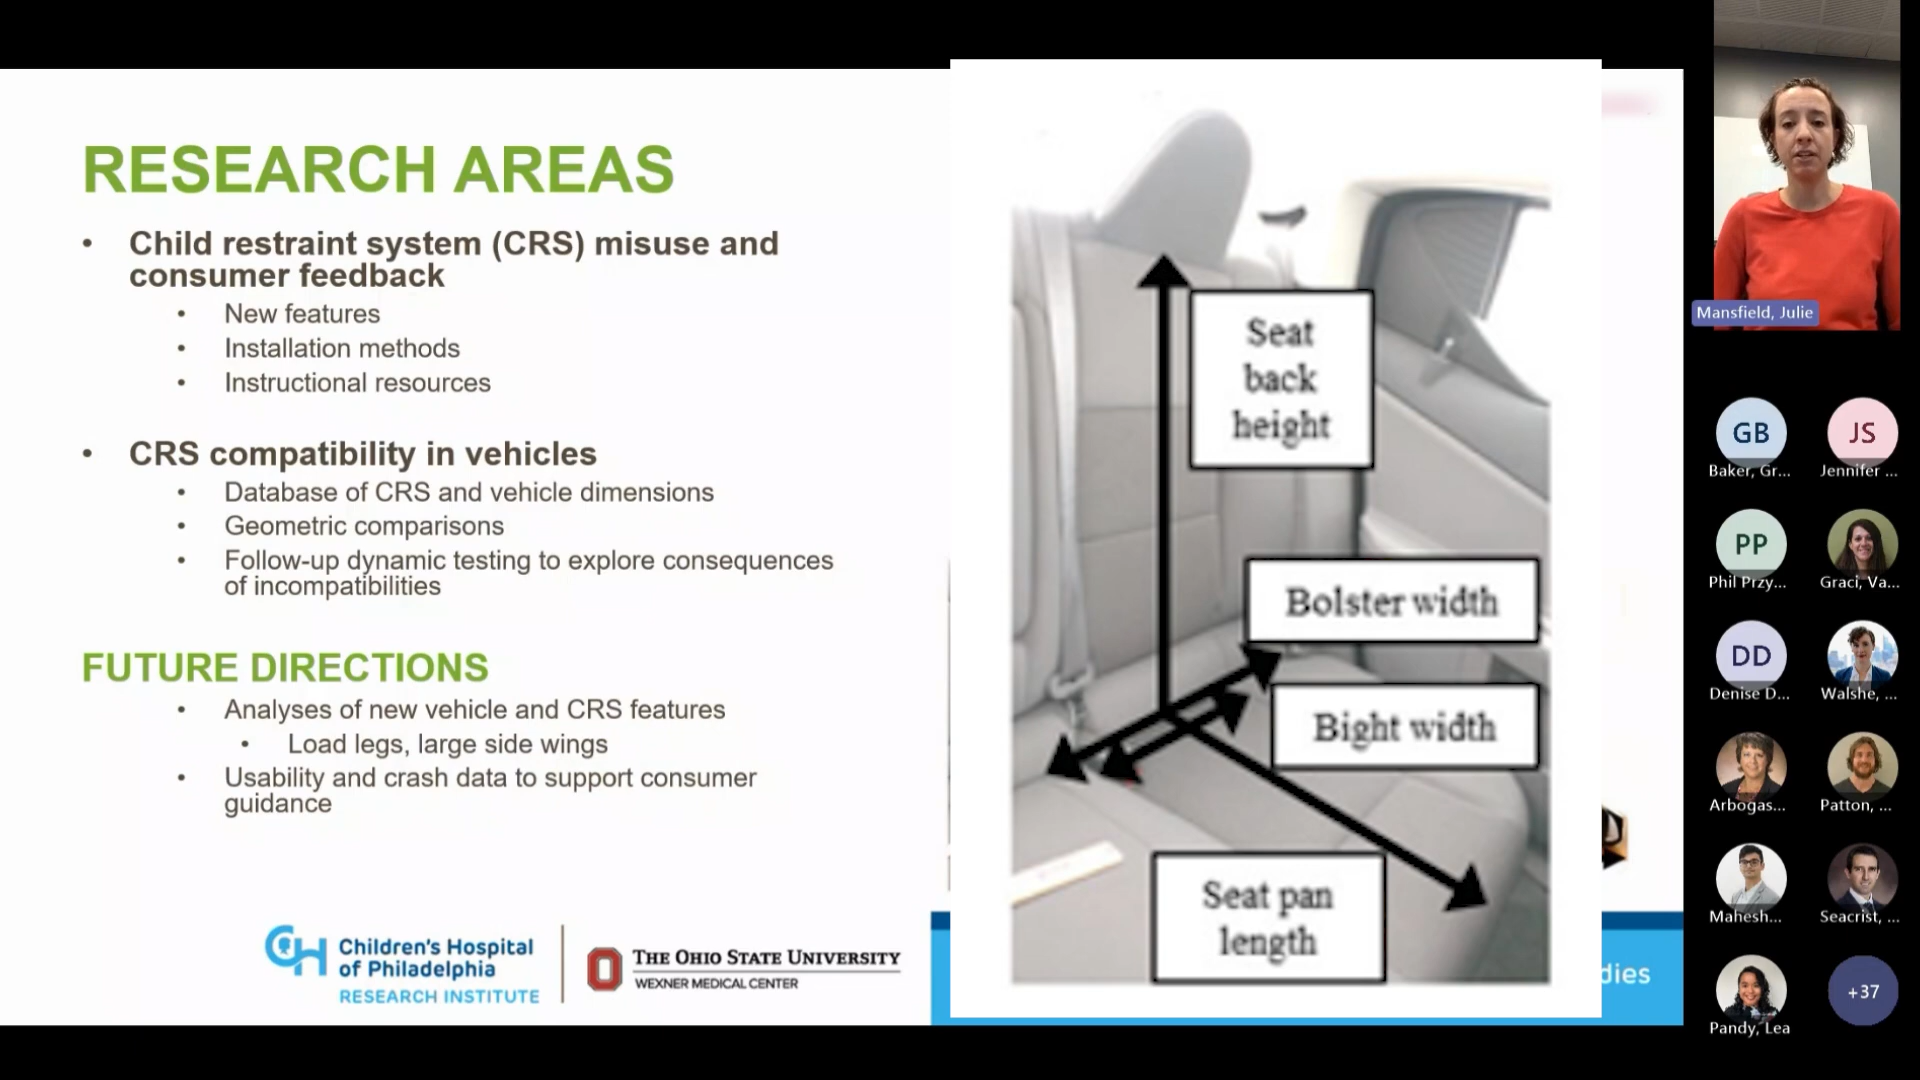 RESEARCH AREAS
• Child restraint system (CRS) misuse and
consumer feedback
• New features
• Installation methods
• Instructional resources
• CRS compatibility in vehicles
• Database of CRS and vehicle dimensions
• Geometric comparisons
• Follow-up dynamic testing to explore consequences
of incompatibilities
FUTURE DIRECTIONS
• Analyses of new vehicle and CRS features
• Load legs, large side wings
• Usability and crash data to support consumer
guidance
Children's Hospital
of Philadelphia
RESEARCH INSTITUTE
THE OHIO STATE UNIVERSITY
WEXNER MEDICAL CENTER
Seat
back
height
Bolster width
Bight width
Seat pan
length
dies
Mansfield, Julie
GB
Baker, Gr...
JS
Jennifer ...
PP
Phil Przy...
Graci, Va...
DD
Denise D...
Walshe, ...
Arbogas...
Patton, ...
Mahesh...
Seacrist, ...
Pandy, Lea
+37